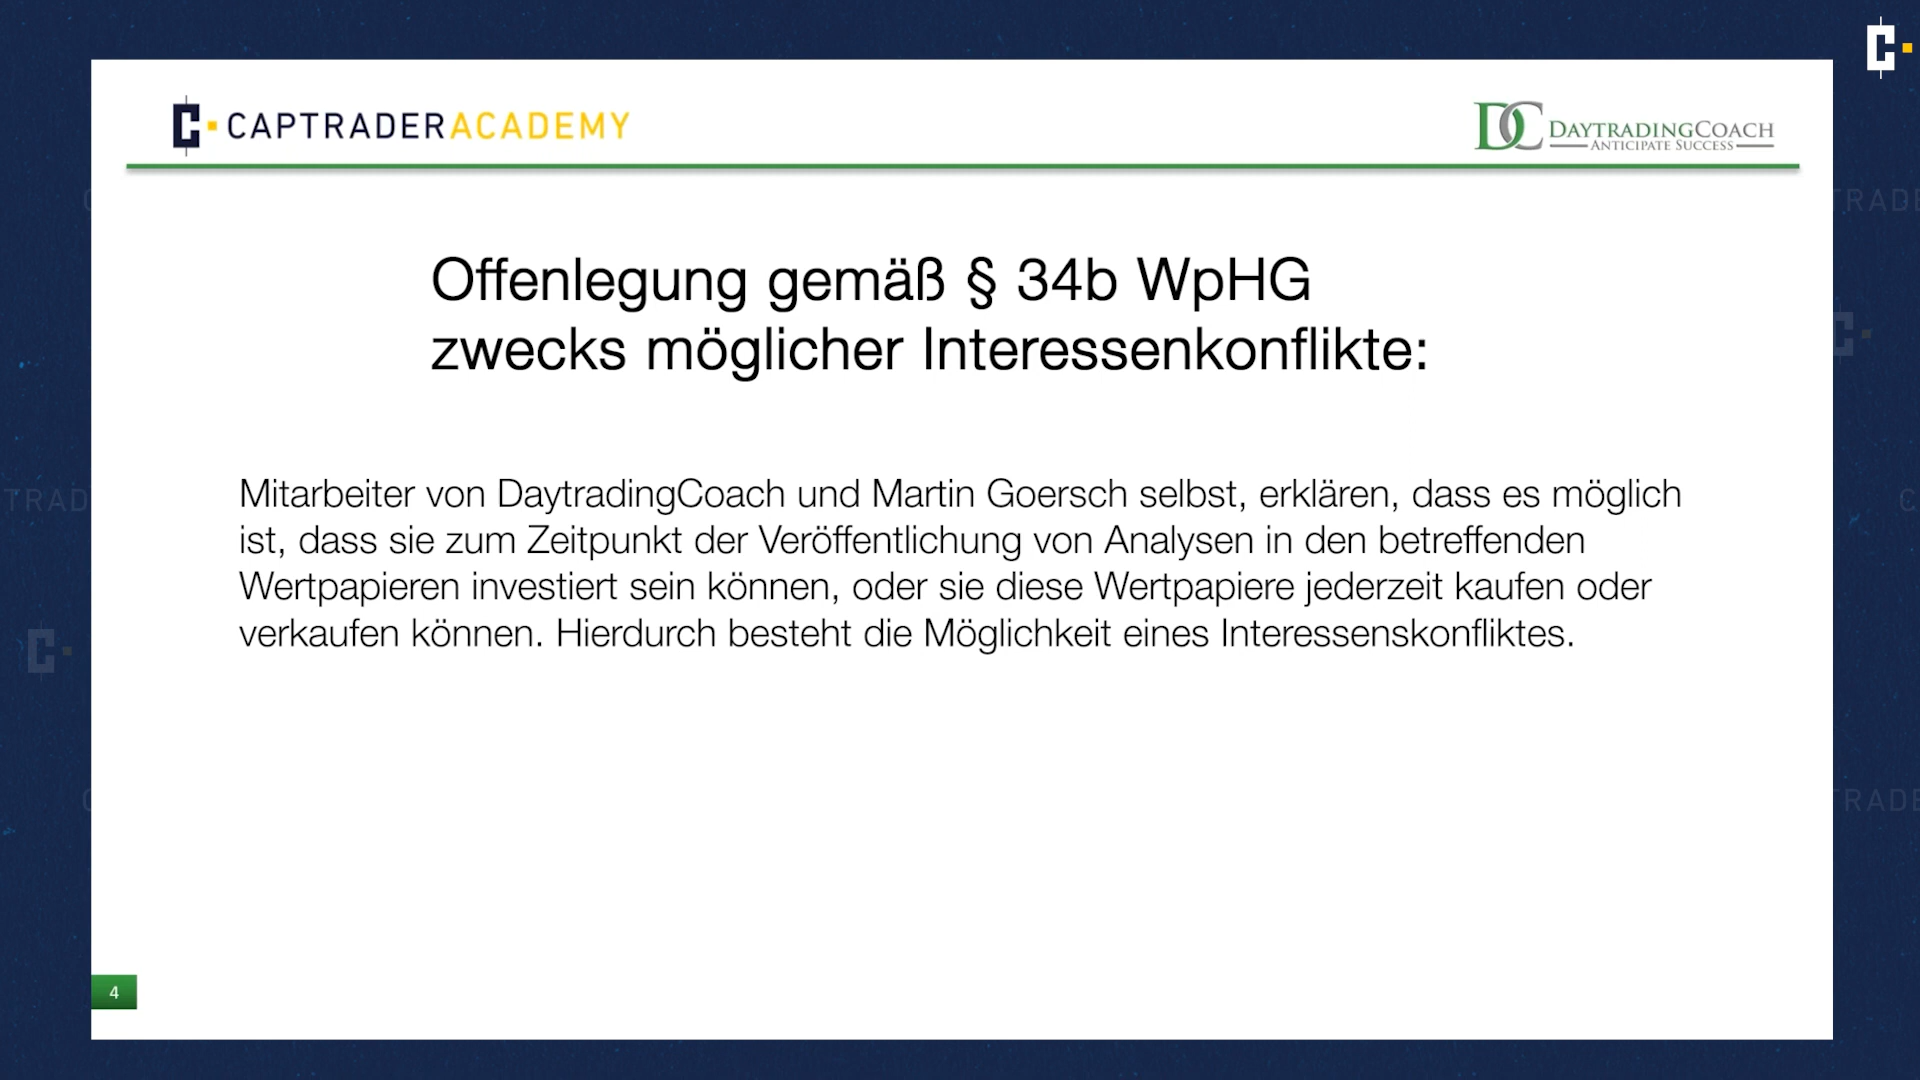 CAPTRADERACADEMY
DAYTRADINGCOACH
ANTICIPATE SUCCESS
Offenlegung gemäß § 34b WpHG
zwecks möglicher Interessenkonflikte:
Mitarbeiter von DaytradingCoach und Martin Goersch selbst, erklären, dass es möglich
ist, dass sie zum Zeitpunkt der Veröffentlichung von Analysen in den betreffenden
Wertpapieren investiert sein können, oder sie diese Wertpapiere jederzeit kaufen oder
verkaufen können. Hierdurch besteht die Möglichkeit eines Interessenskonfliktes.
4